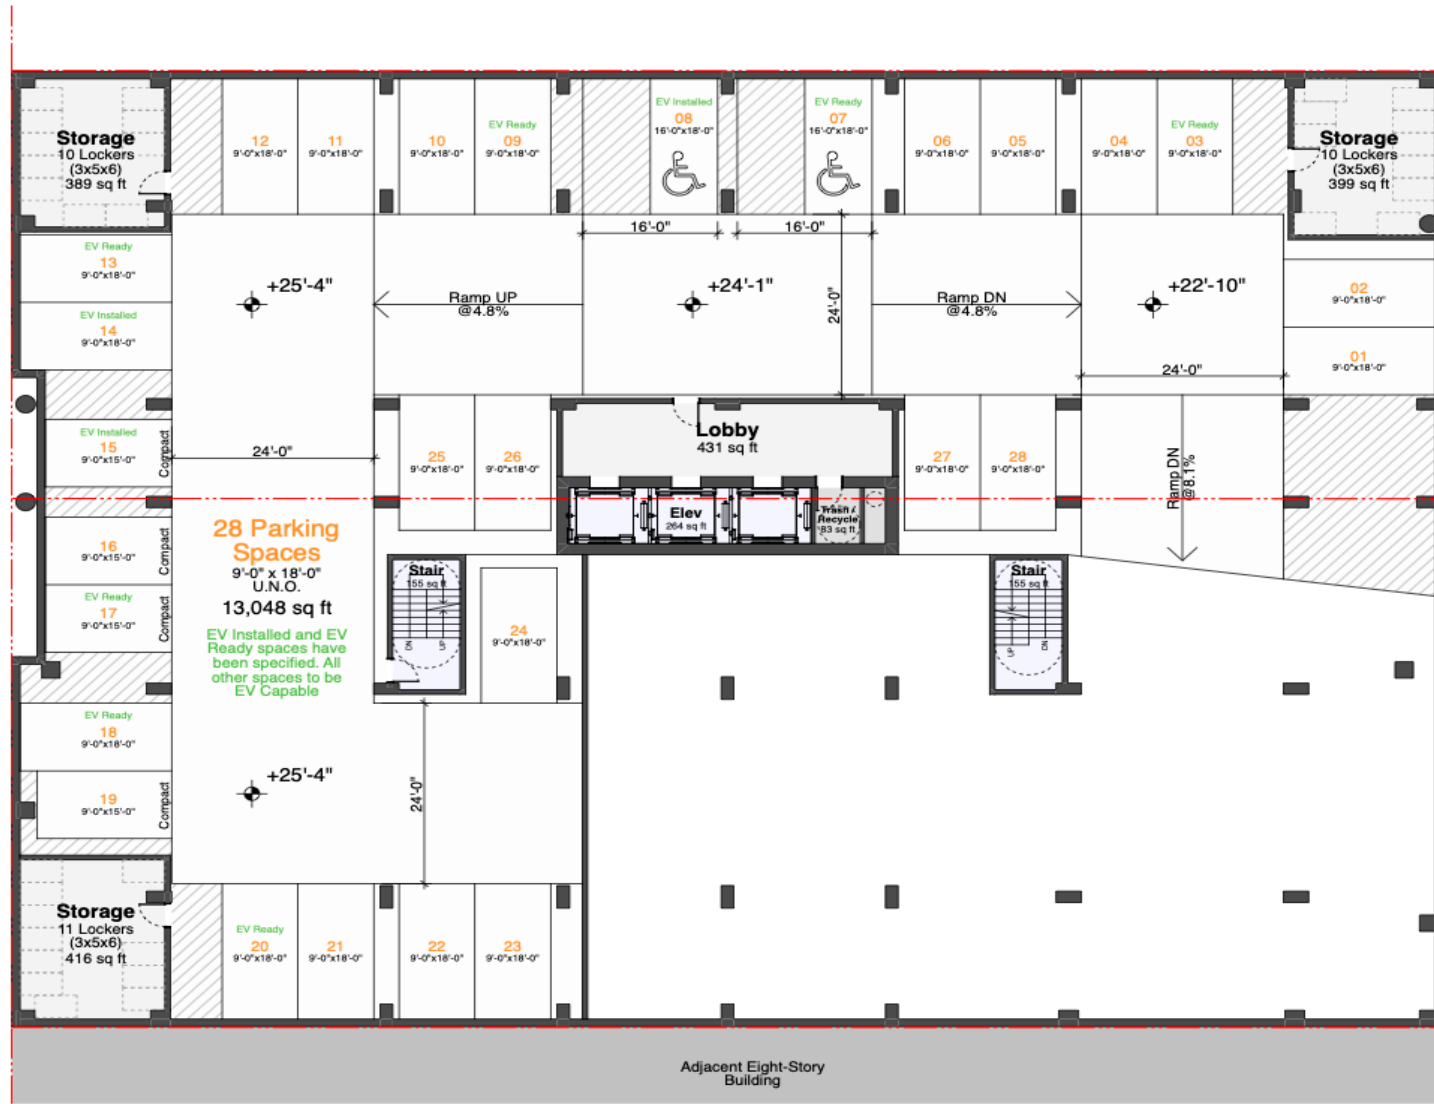 Storage
10 Lockers
(3x5x6)
389 sq ft
12
9'-0"x18'-0"
11
9'-0"x18'-0"
10
9'-0"x18'-0"
EV Ready
09
9'-0"x18'-0"
EV Installed
08
16'-0"x18'-0"
EV Ready
07
16'-0"x18'-0"
06
9'-0"x18'-0"
05
9'-0"x18'-0"
04
9'-0"x18'-0"
EV Ready
03
9'-0"x18'-0"
Storage
10 Lockers
(3x5x6)
399 sq ft
16'-0"
16'-0"
EV Ready
13
9'-0"x18'-0"
EV Installed
14
9'-0"x18'-0"
+25'-4"
Ramp UP
@4.8%
+24'-1"
24'-0"
Ramp DN
@4.8%
+22'-10"
02
9'-0"x18'-0"
01
9'-0"x18'-0"
24'-0"
EV Installed
15
9'-0"x15'-0"
Compact
24'-0"
25
9'-0"x18'-0"
26
9'-0"x18'-0"
Lobby
431 sq ft
27
9'-0"x18'-0"
28
9'-0"x18'-0"
Ramp DN
@8.1%
Elev
264 sq ft
Trash /
Recycle
83 sq ft
16
9'-0"x15'-0"
Compact
EV Ready
17
9'-0"x15'-0"
Compact
28 Parking
Spaces
9'-0" x 18'-0"
U.N.O.
13,048 sq ft
EV Installed and EV
Ready spaces have
been specified. All
other spaces to be
EV Capable
Stair
155 sq ft
DN
UP
24
9'-0"x18'-0"
Stair
155 sq ft
UP
DN
EV Ready
18
9'-0"x18'-0"
19
9'-0"x15'-0"
Compact
+25'-4"
24'-0"
Storage
11 Lockers
(3x5x6)
416 sq ft
EV Ready
20
9'-0"x18'-0"
21
9'-0"x18'-0"
22
9'-0"x18'-0"
23
9'-0"x18'-0"
Adjacent Eight-Story
Building